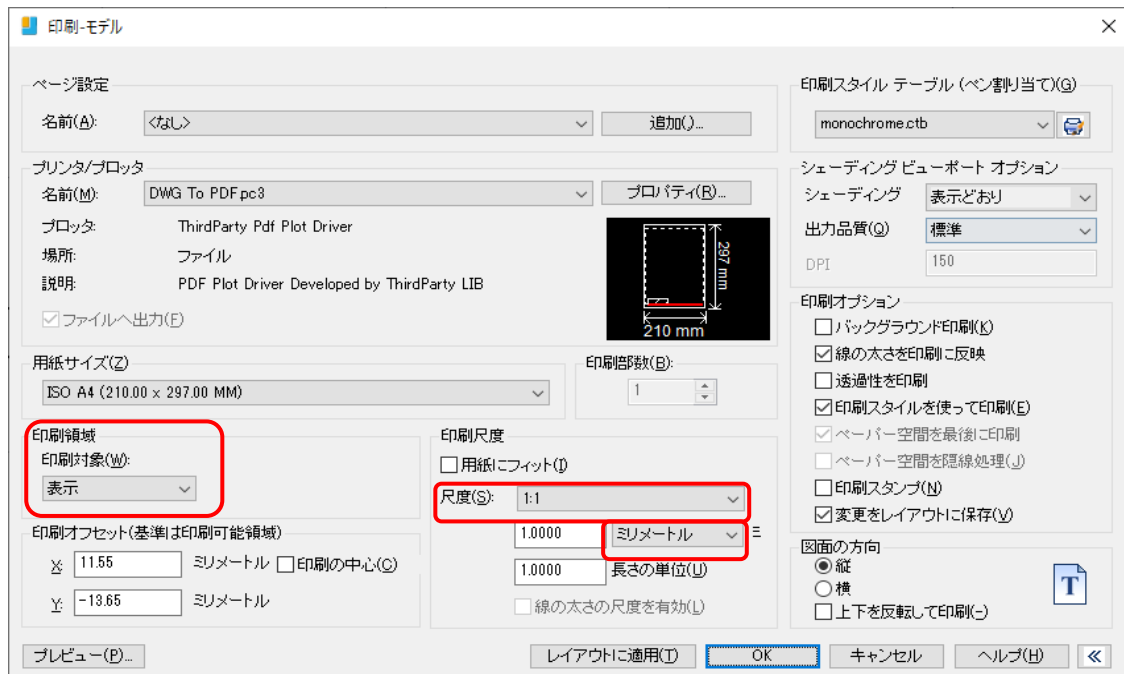 印刷-モデル
ページ設定
名前(A):
<なし>
追加()...
プリンタ/プロッタ
名前(M):
DWG To PDF.pc3
プロパティ(R)...
プロッタ:
ThirdParty Pdf Plot Driver
場所:
ファイル
説明:
PDF Plot Driver Developed by ThirdParty LIB
ファイルへ出力(F)
297 mm
210 mm
用紙サイズ(Z)
ISO A4 (210.00 x 297.00 MM)
印刷部数(B):
1
印刷領域
印刷対象(W):
表示
印刷オフセット(基準は印刷可能領域)
X:
11.55
ミリメートル
印刷の中心(C)
Y:
-13.65
ミリメートル
印刷尺度
用紙にフィット(I)
尺度(S):
1:1
1.0000
ミリメートル
1.0000
長さの単位(U)
線の太さの尺度を有効(L)
印刷スタイル テーブル (ペン割り当て)(G)
monochrome.ctb
シェーディング ビューポート オプション
シェーディング
表示どおり
出力品質(Q)
標準
DPI
150
印刷オプション
バックグラウンド印刷(K)
線の太さを印刷に反映
透過性を印刷
印刷スタイルを使って印刷(E)
ペーパー空間を最後に印刷
ペーパー空間を隠線処理(J)
印刷スタンプ(N)
変更をレイアウトに保存(V)
図面の方向
縦
横
上下を反転して印刷(-)
T
プレビュー(P)...
レイアウトに適用(T)
OK
キャンセル
ヘルプ(H)